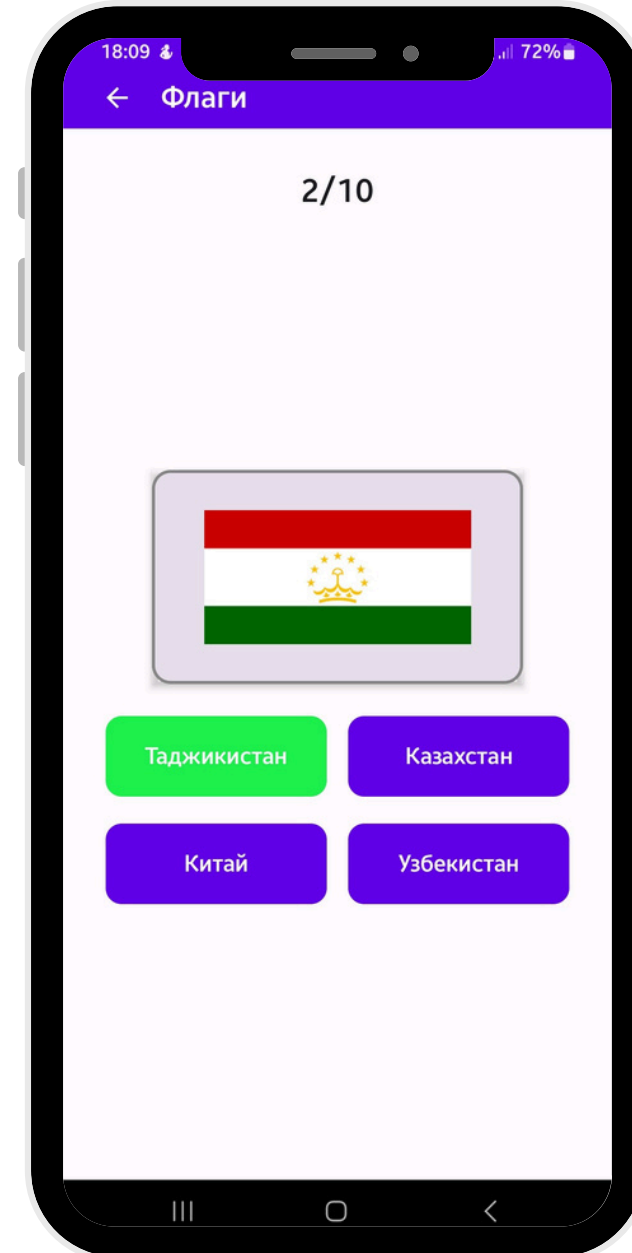 18:09 72%
Флаги
2/10
Таджикистан Казахстан
Китай Узбекистан